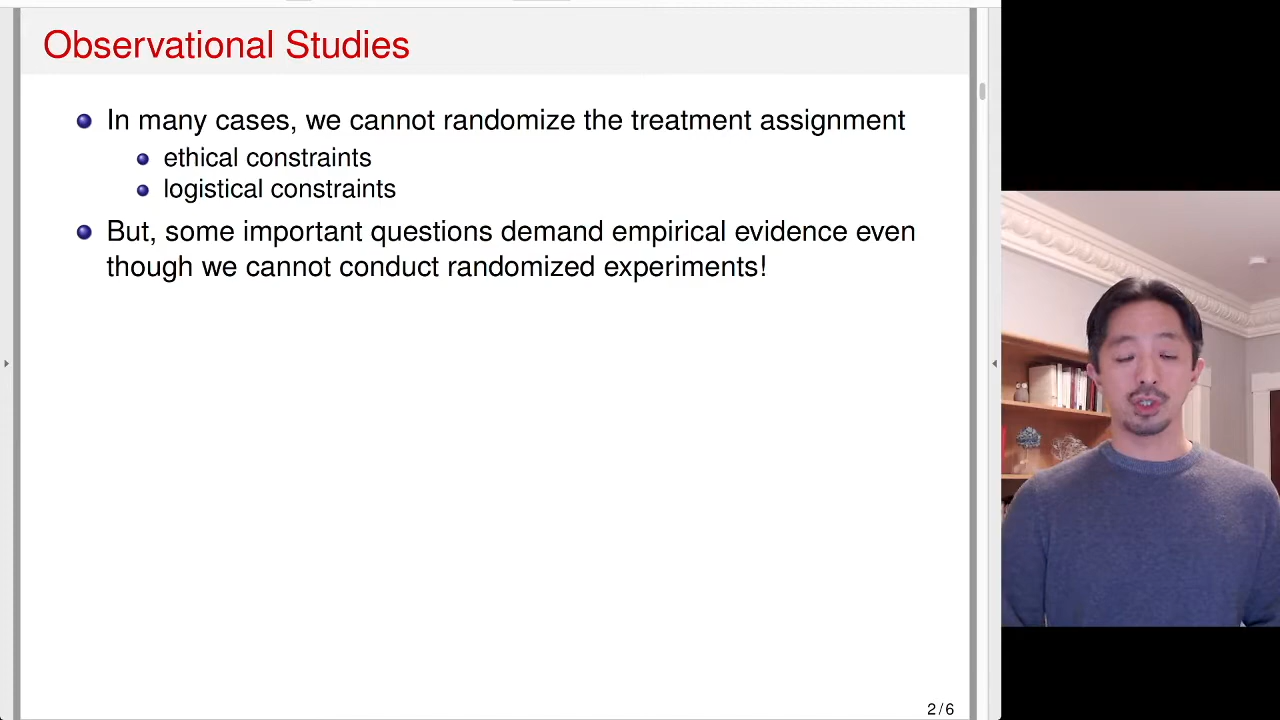 Observational Studies
In many cases, we cannot randomize the treatment assignment
ethical constraints
logistical constraints
But, some important questions demand empirical evidence even
though we cannot conduct randomized experiments!
2 / 6